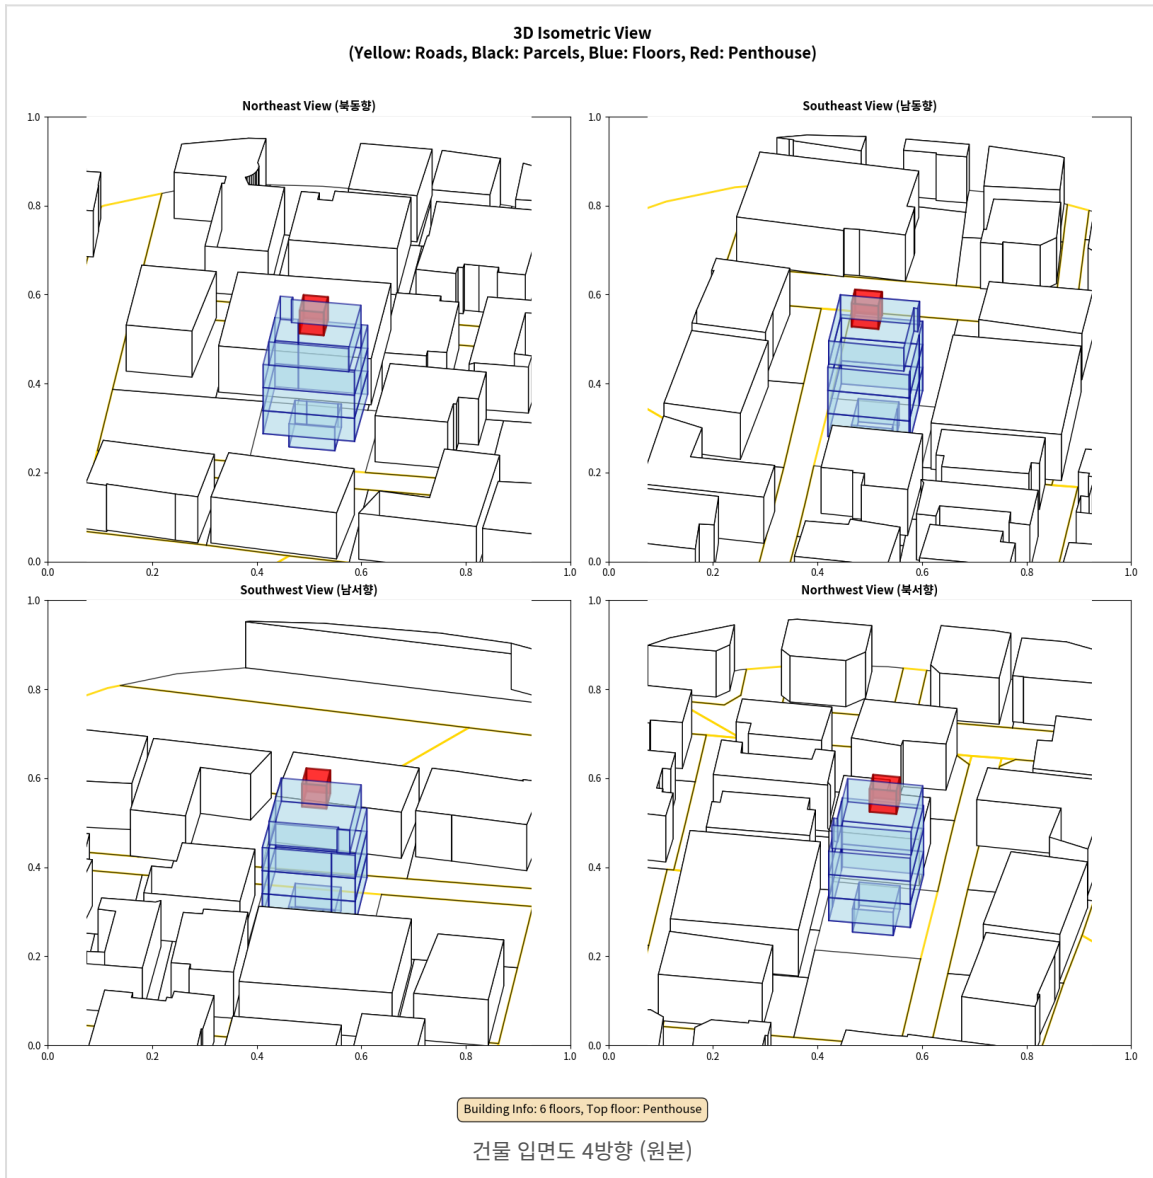 3D Isometric View
(Yellow: Roads, Black: Parcels, Blue: Floors, Red: Penthouse)
Northeast View (북동향)
1.0
0.8
0.6
0.4
0.2
0.0
0.0 0.2 0.4 0.6 0.8 1.0
Southeast View (남동향)
1.0
0.8
0.6
0.4
0.2
0.0
0.0 0.2 0.4 0.6 0.8 1.0
Southwest View (남서향)
1.0
0.8
0.6
0.4
0.2
0.0
0.0 0.2 0.4 0.6 0.8 1.0
Northwest View (북서향)
1.0
0.8
0.6
0.4
0.2
0.0
0.0 0.2 0.4 0.6 0.8 1.0
Building Info: 6 floors, Top floor: Penthouse
건물 입면도 4방향 (원본)